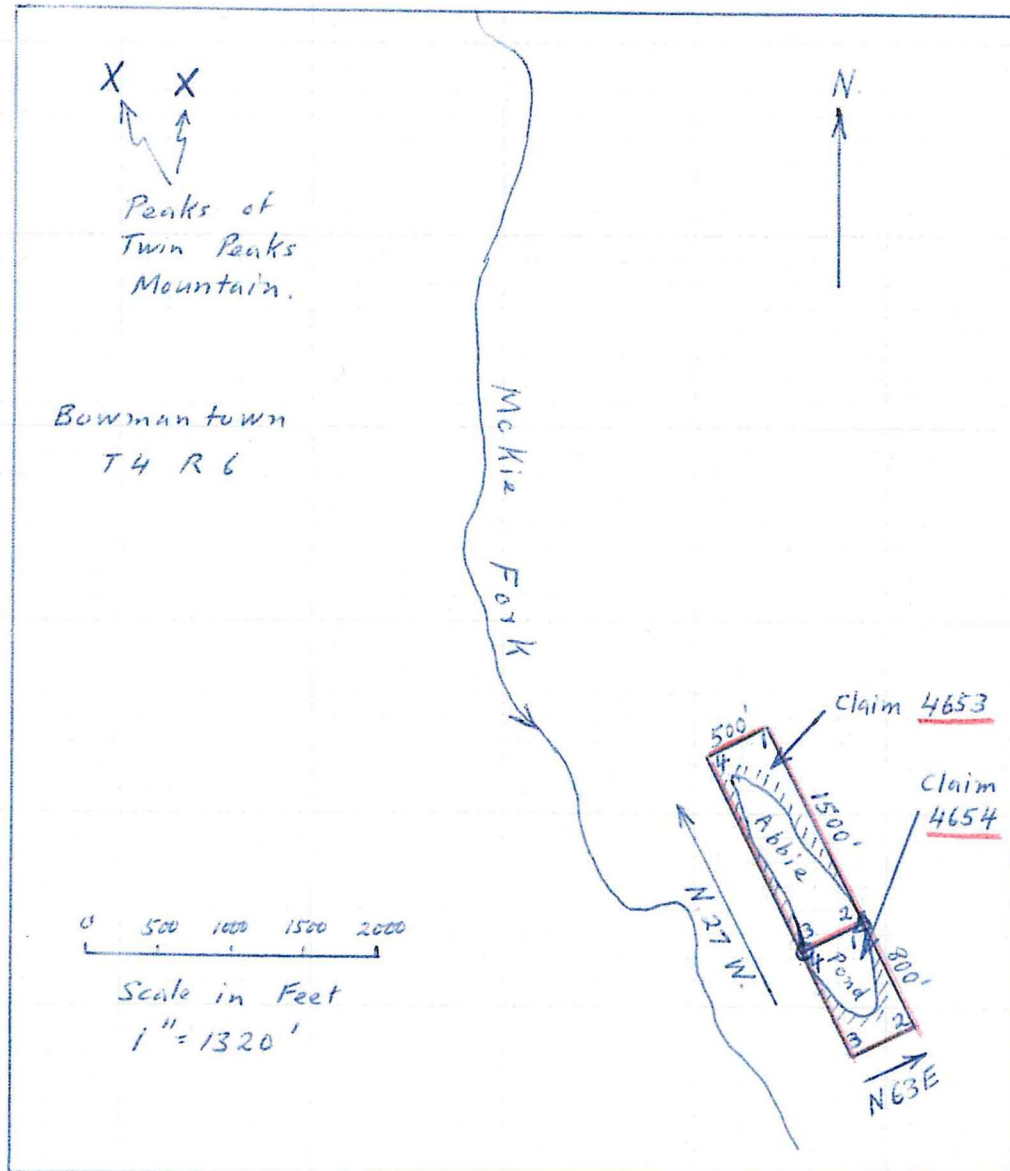 X X
N.
Peaks of
Twin Peaks
Mountain.
Bowmantown
T4 R6
McKie Fork
Claim 4653
Claim
4654
500'
1
4
1500'
Abbie
2
3
1
4
Pond
800'
2
3
N 27 W.
N63E
0 500 1000 1500 2000
Scale in Feet
1" = 1320'